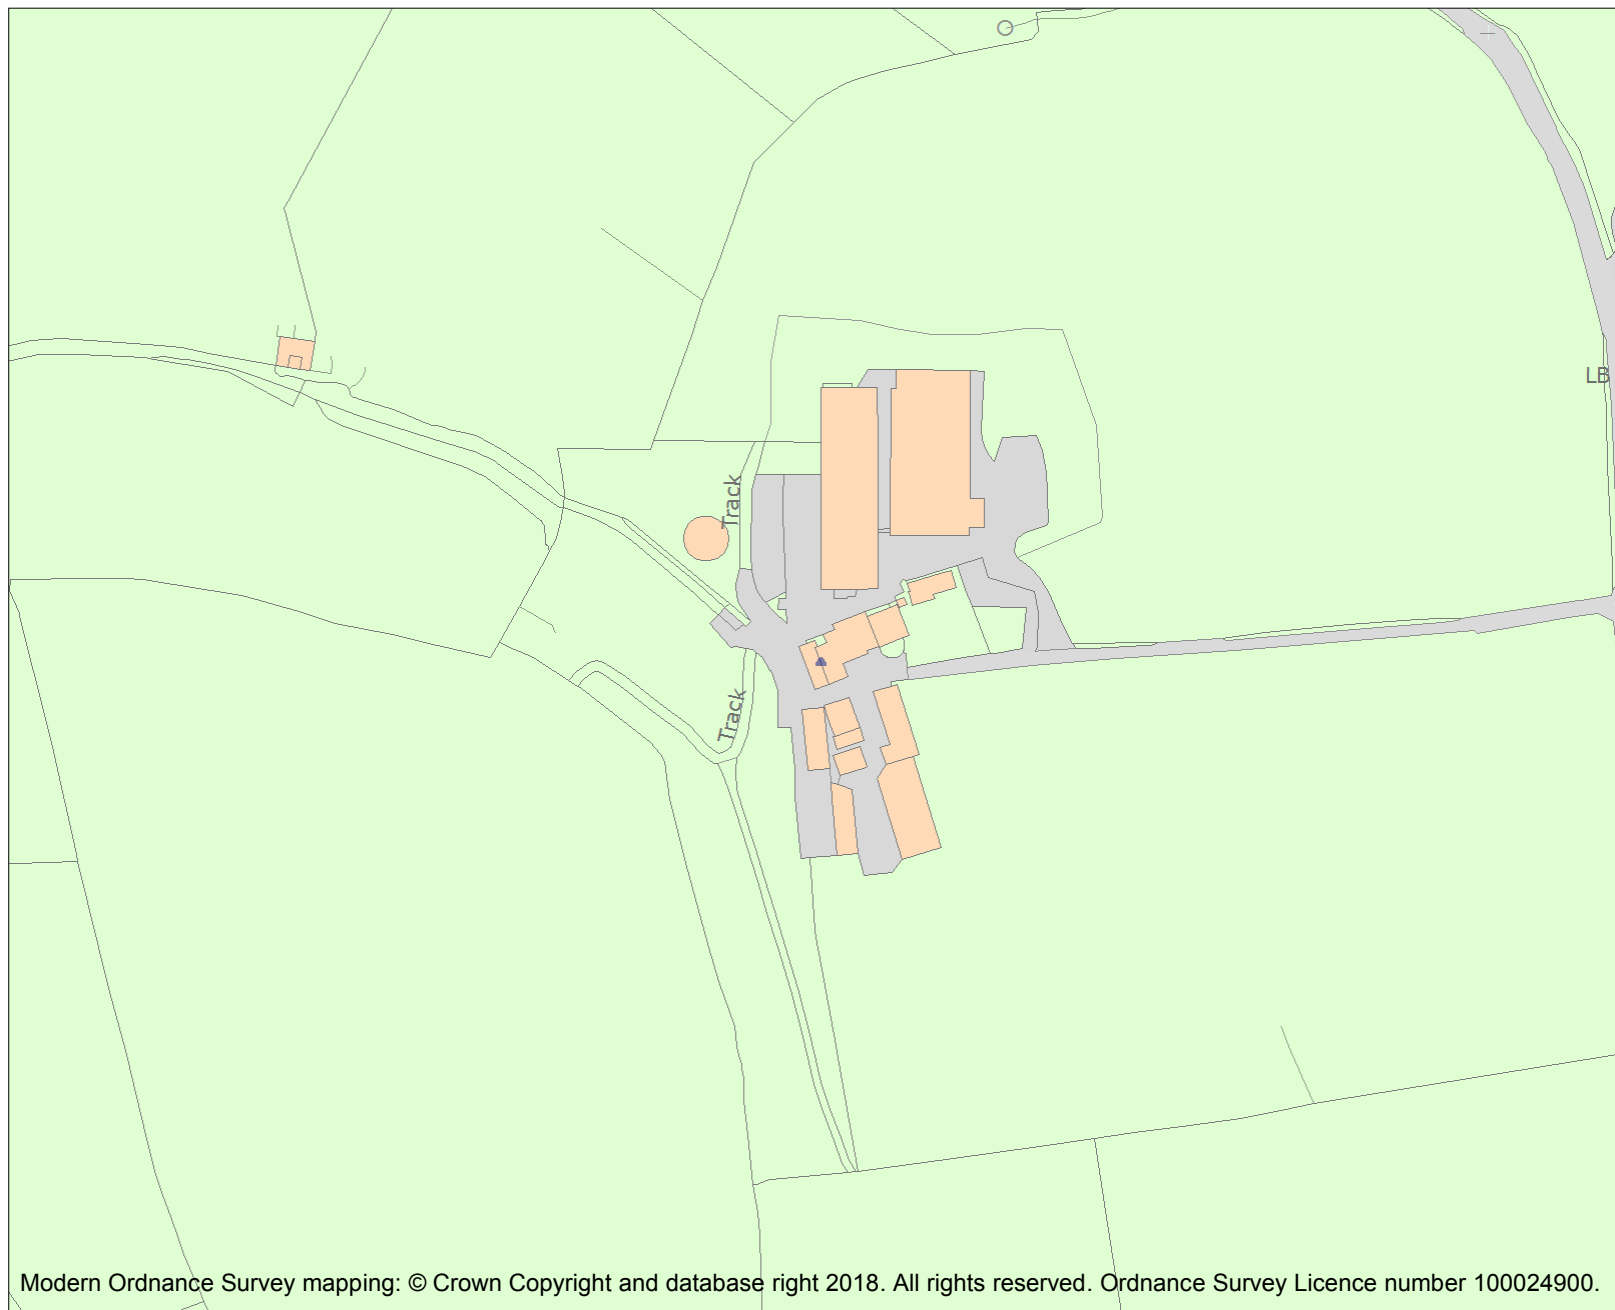 LB
Track
Track
Modern Ordnance Survey mapping: © Crown Copyright and database right 2018. All rights reserved. Ordnance Survey Licence number 100024900.